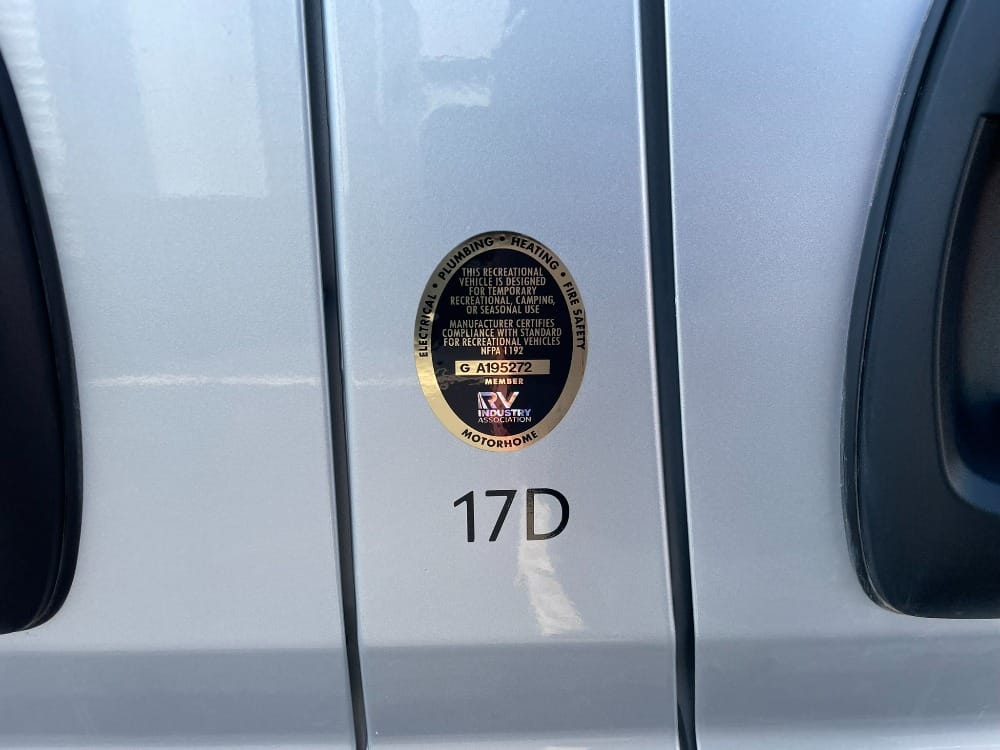 ELECTRICAL • PLUMBING • HEATING • FIRE SAFETY
THIS RECREATIONAL
VEHICLE IS DESIGNED
FOR TEMPORARY
RECREATIONAL, CAMPING,
OR SEASONAL USE
MANUFACTURER CERTIFIES
COMPLIANCE WITH STANDARD
FOR RECREATIONAL VEHICLES
NFPA 1192
G A195272
MEMBER
RV
INDUSTRY
ASSOCIATION
MOTORHOME
17D